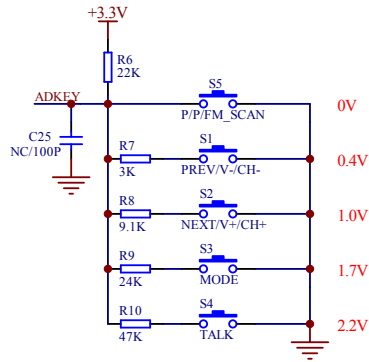 +3.3V
R6
22K
ADKEY
S5
P/P/FM_SCAN
0V
C25
NC/100P
R7
3K
S1
PREV/V-/CH-
0.4V
R8
9.1K
S2
NEXT/V+/CH+
1.0V
R9
24K
S3
MODE
1.7V
R10
47K
S4
TALK
2.2V